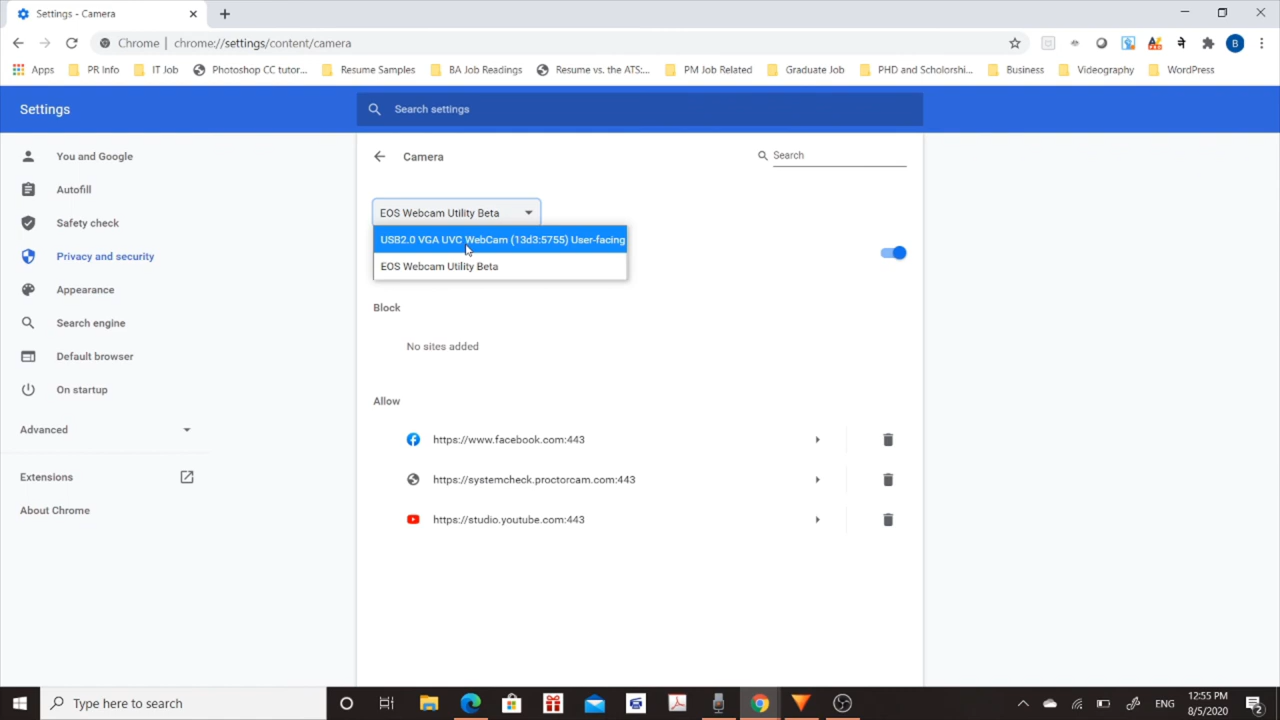 Settings - Camera
Chrome | chrome://settings/content/camera
B
Apps PR Info IT Job Photoshop CC tutor... Resume Samples BA Job Readings Resume vs. the ATS:... PM Job Related Graduate Job PHD and Scholorshi... Business Videography WordPress
Settings
Search settings
You and Google
Autofill
Safety check
Privacy and security
Appearance
Search engine
Default browser
On startup
Advanced
Extensions
About Chrome
Camera
Search
EOS Webcam Utility Beta
USB2.0 VGA UVC WebCam (13d3:5755) User-facing
EOS Webcam Utility Beta
Block
No sites added
Allow
https://www.facebook.com:443
https://systemcheck.proctorcam.com:443
https://studio.youtube.com:443
Type here to search
ENG
12:55 PM
8/5/2020
2